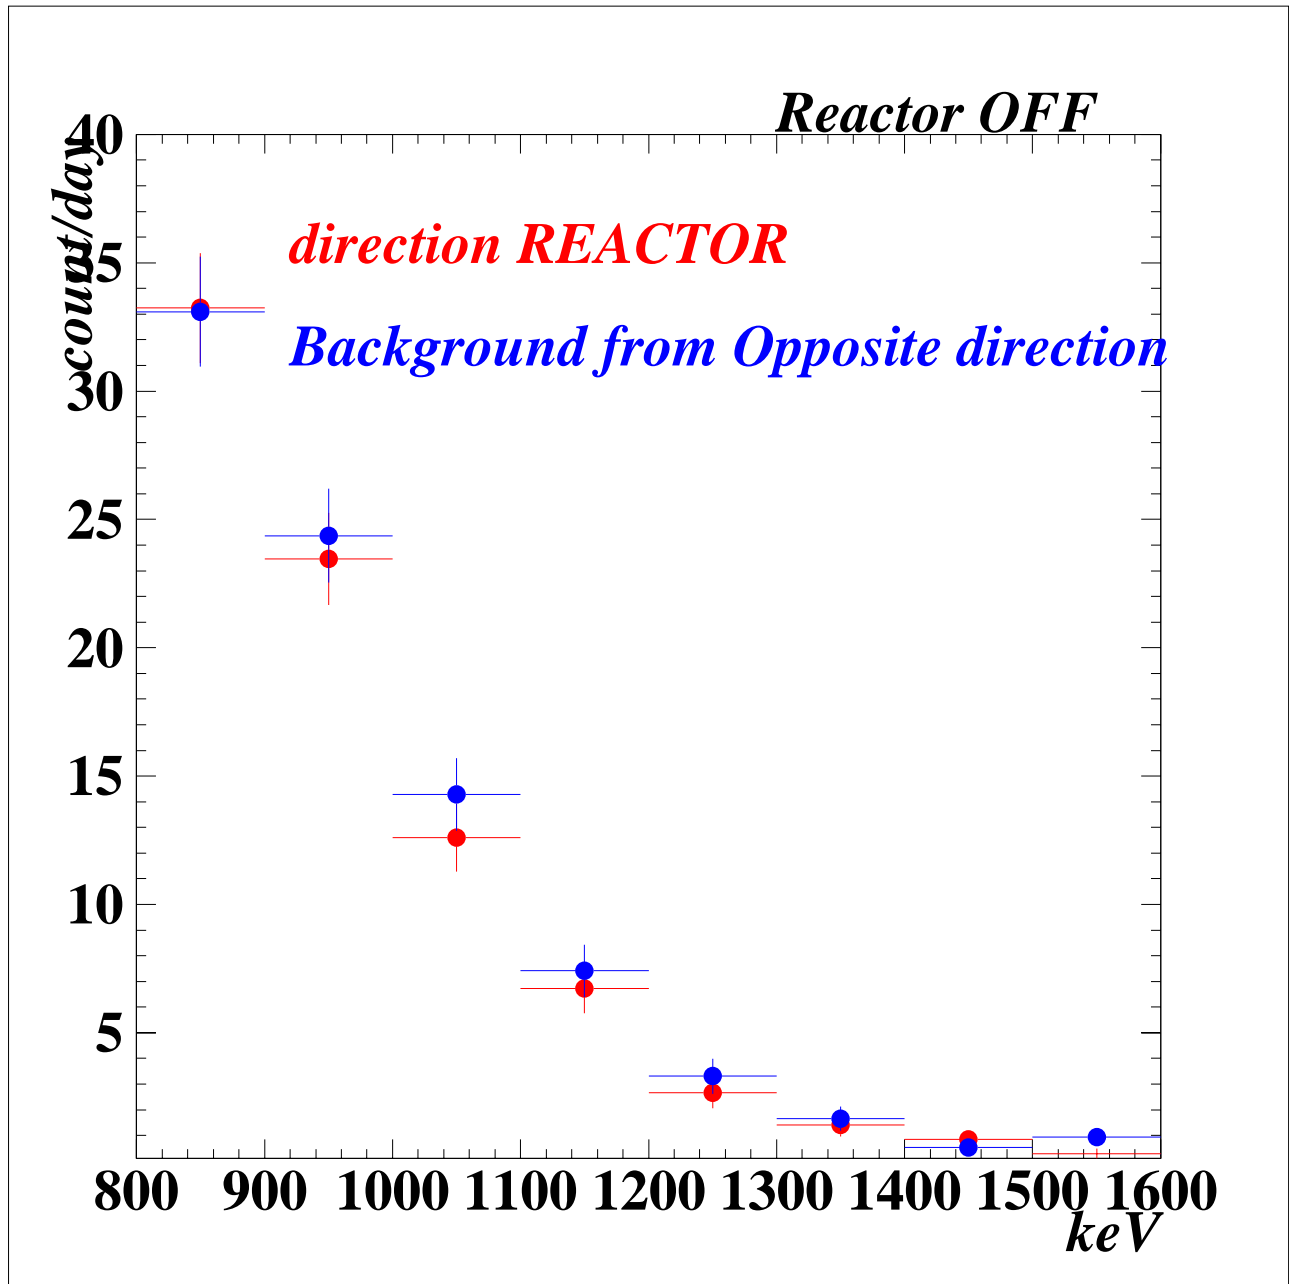 Reactor OFF
40
count/day
direction REACTOR
35
Background from Opposite direction
30
25
20
15
10
5
800 900 1000 1100 1200 1300 1400 1500 1600
keV